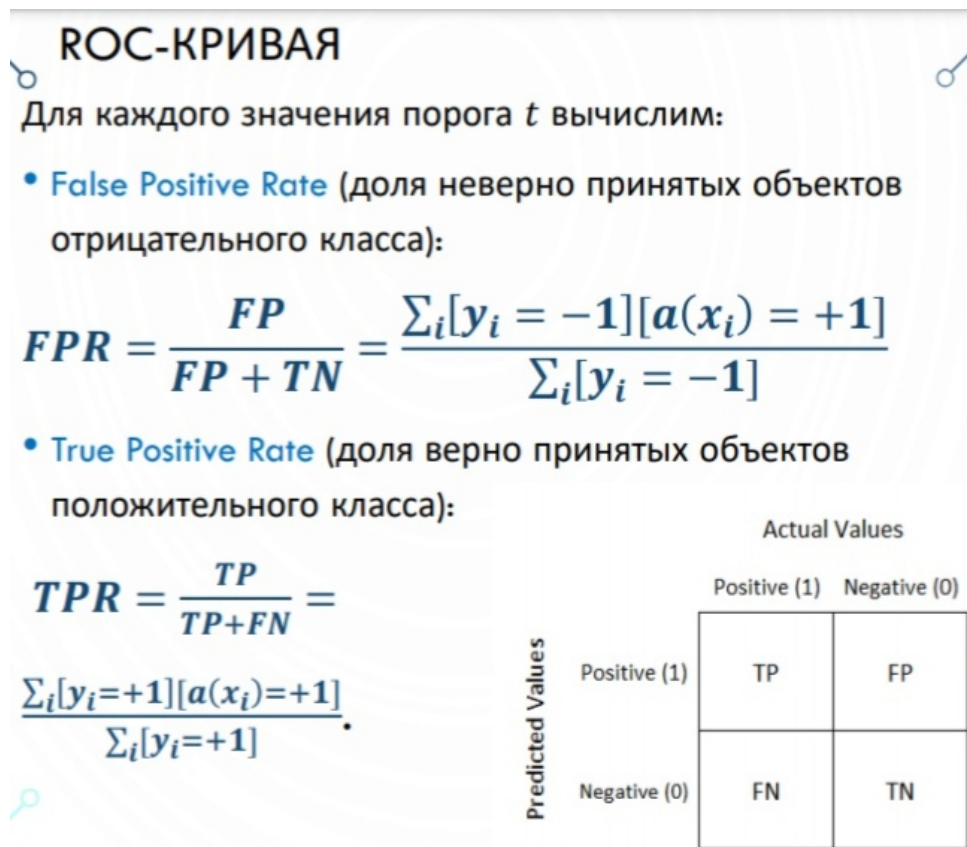 ROC-КРИВАЯ
Для каждого значения порога t вычислим:
• False Positive Rate (доля неверно принятых объектов
отрицательного класса):
FPR = FP / (FP + TN) = ∑i[yi = −1][a(xi) = +1] / ∑i[yi = −1]
• True Positive Rate (доля верно принятых объектов
положительного класса):
TPR = TP / (TP+FN) =
∑i[yi=+1][a(xi)=+1] / ∑i[yi=+1].
Actual Values
Positive (1) Negative (0)
Predicted Values
Positive (1) TP FP
Negative (0) FN TN